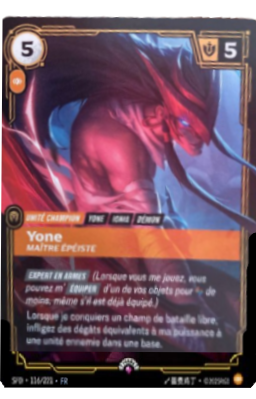 5
5
UNITÉ CHAMPION YONE IONIA DÉMON
Yone
MAÎTRE ÉPÉISTE
EXPERT EN ARMES (Lorsque vous me jouez, vous
pouvez m' ÉQUIPER d'un de vos objets pour de
moins, même s'il est déjà équipé.)
Lorsque je conquiers un champ de bataille libre,
infligez des dégâts équivalents à ma puissance à
une unité ennemie dans une base.
SFD • 116/221 • FR